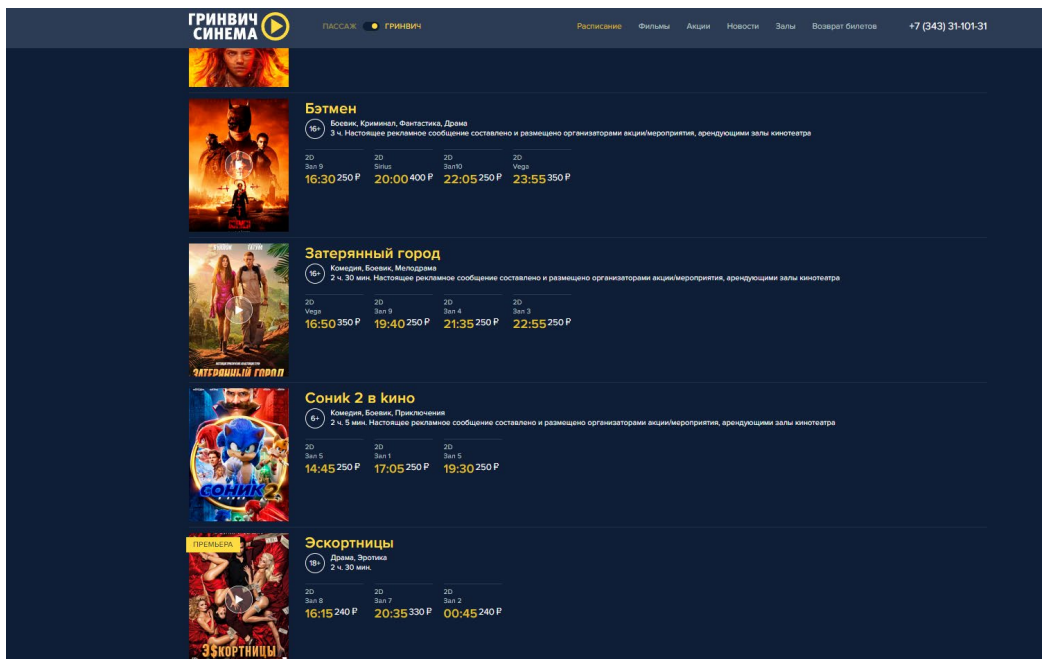 ГРИНВИЧ
СИНЕМА
ПАССАЖ ГРИНВИЧ
Расписание Фильмы Акции Новости Залы Возврат билетов +7 (343) 31-101-31
Бэтмен
16+
Боевик, Криминал, Фантастика, Драма
3 ч. Настоящее рекламное сообщение составлено и размещено организаторами акции/мероприятия, арендующими залы кинотеатра
2D 2D 2D 2D
Зал 9 Sirius Зал10 Vega
16:30 250 ₽ 20:00 400 ₽ 22:05 250 ₽ 23:55 350 ₽
ТАТУМ
ЗАТЕРЯННЫЙ ГОРОД
Затерянный город
16+
Комедия, Боевик, Мелодрама
2 ч. 30 мин. Настоящее рекламное сообщение составлено и размещено организаторами акции/мероприятия, арендующими залы кинотеатра
2D 2D 2D 2D
Vega Зал 9 Зал 4 Зал 3
16:50 350 ₽ 19:40 250 ₽ 21:35 250 ₽ 22:55 250 ₽
СОНИК 2
В КИНО
Сониk 2 в kино
6+
Комедия, Боевик, Приключения
2 ч. 5 мин. Настоящее рекламное сообщение составлено и размещено организаторами акции/мероприятия, арендующими залы кинотеатра
2D 2D 2D
Зал 5 Зал 1 Зал 5
14:45 250 ₽ 17:05 250 ₽ 19:30 250 ₽
ПРЕМЬЕРА
Э$КОРТНИЦЫ
Эскортницы
18+
Драма, Эротика
2 ч. 30 мин.
2D 2D 2D
Зал 8 Зал 7 Зал 2
16:15 240 ₽ 20:35 330 ₽ 00:45 240 ₽